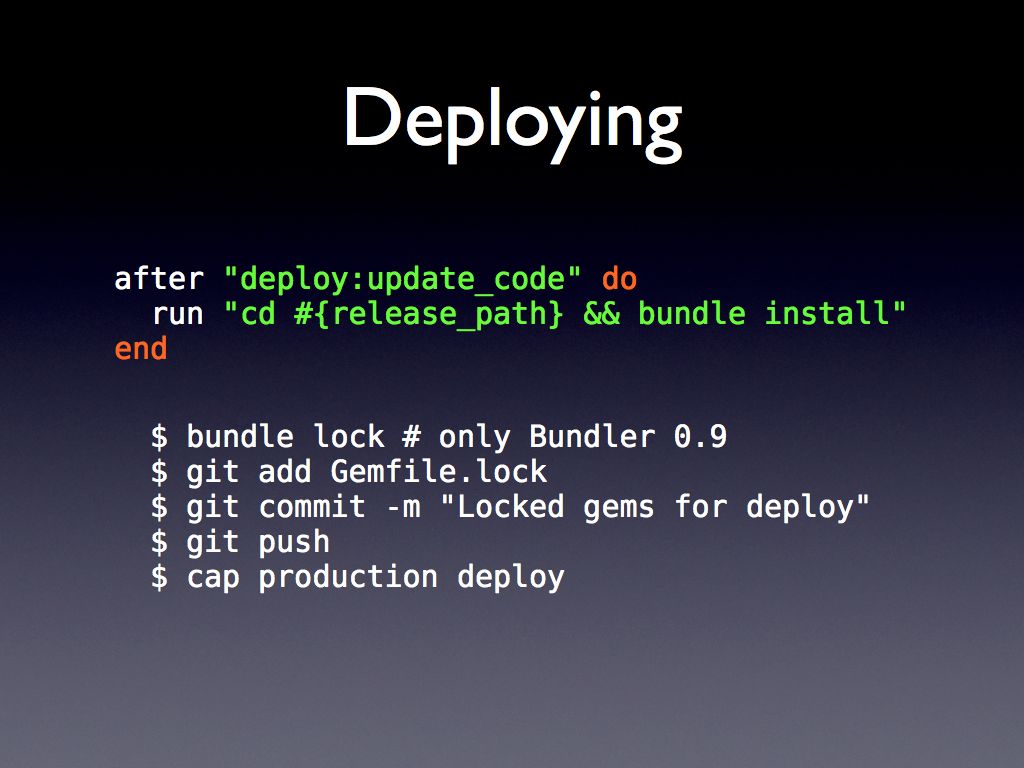 Deploying
after "deploy:update_code" do
run "cd #{release_path} && bundle install"
end
$ bundle lock # only Bundler 0.9
$ git add Gemfile.lock
$ git commit -m "Locked gems for deploy"
$ git push
$ cap production deploy